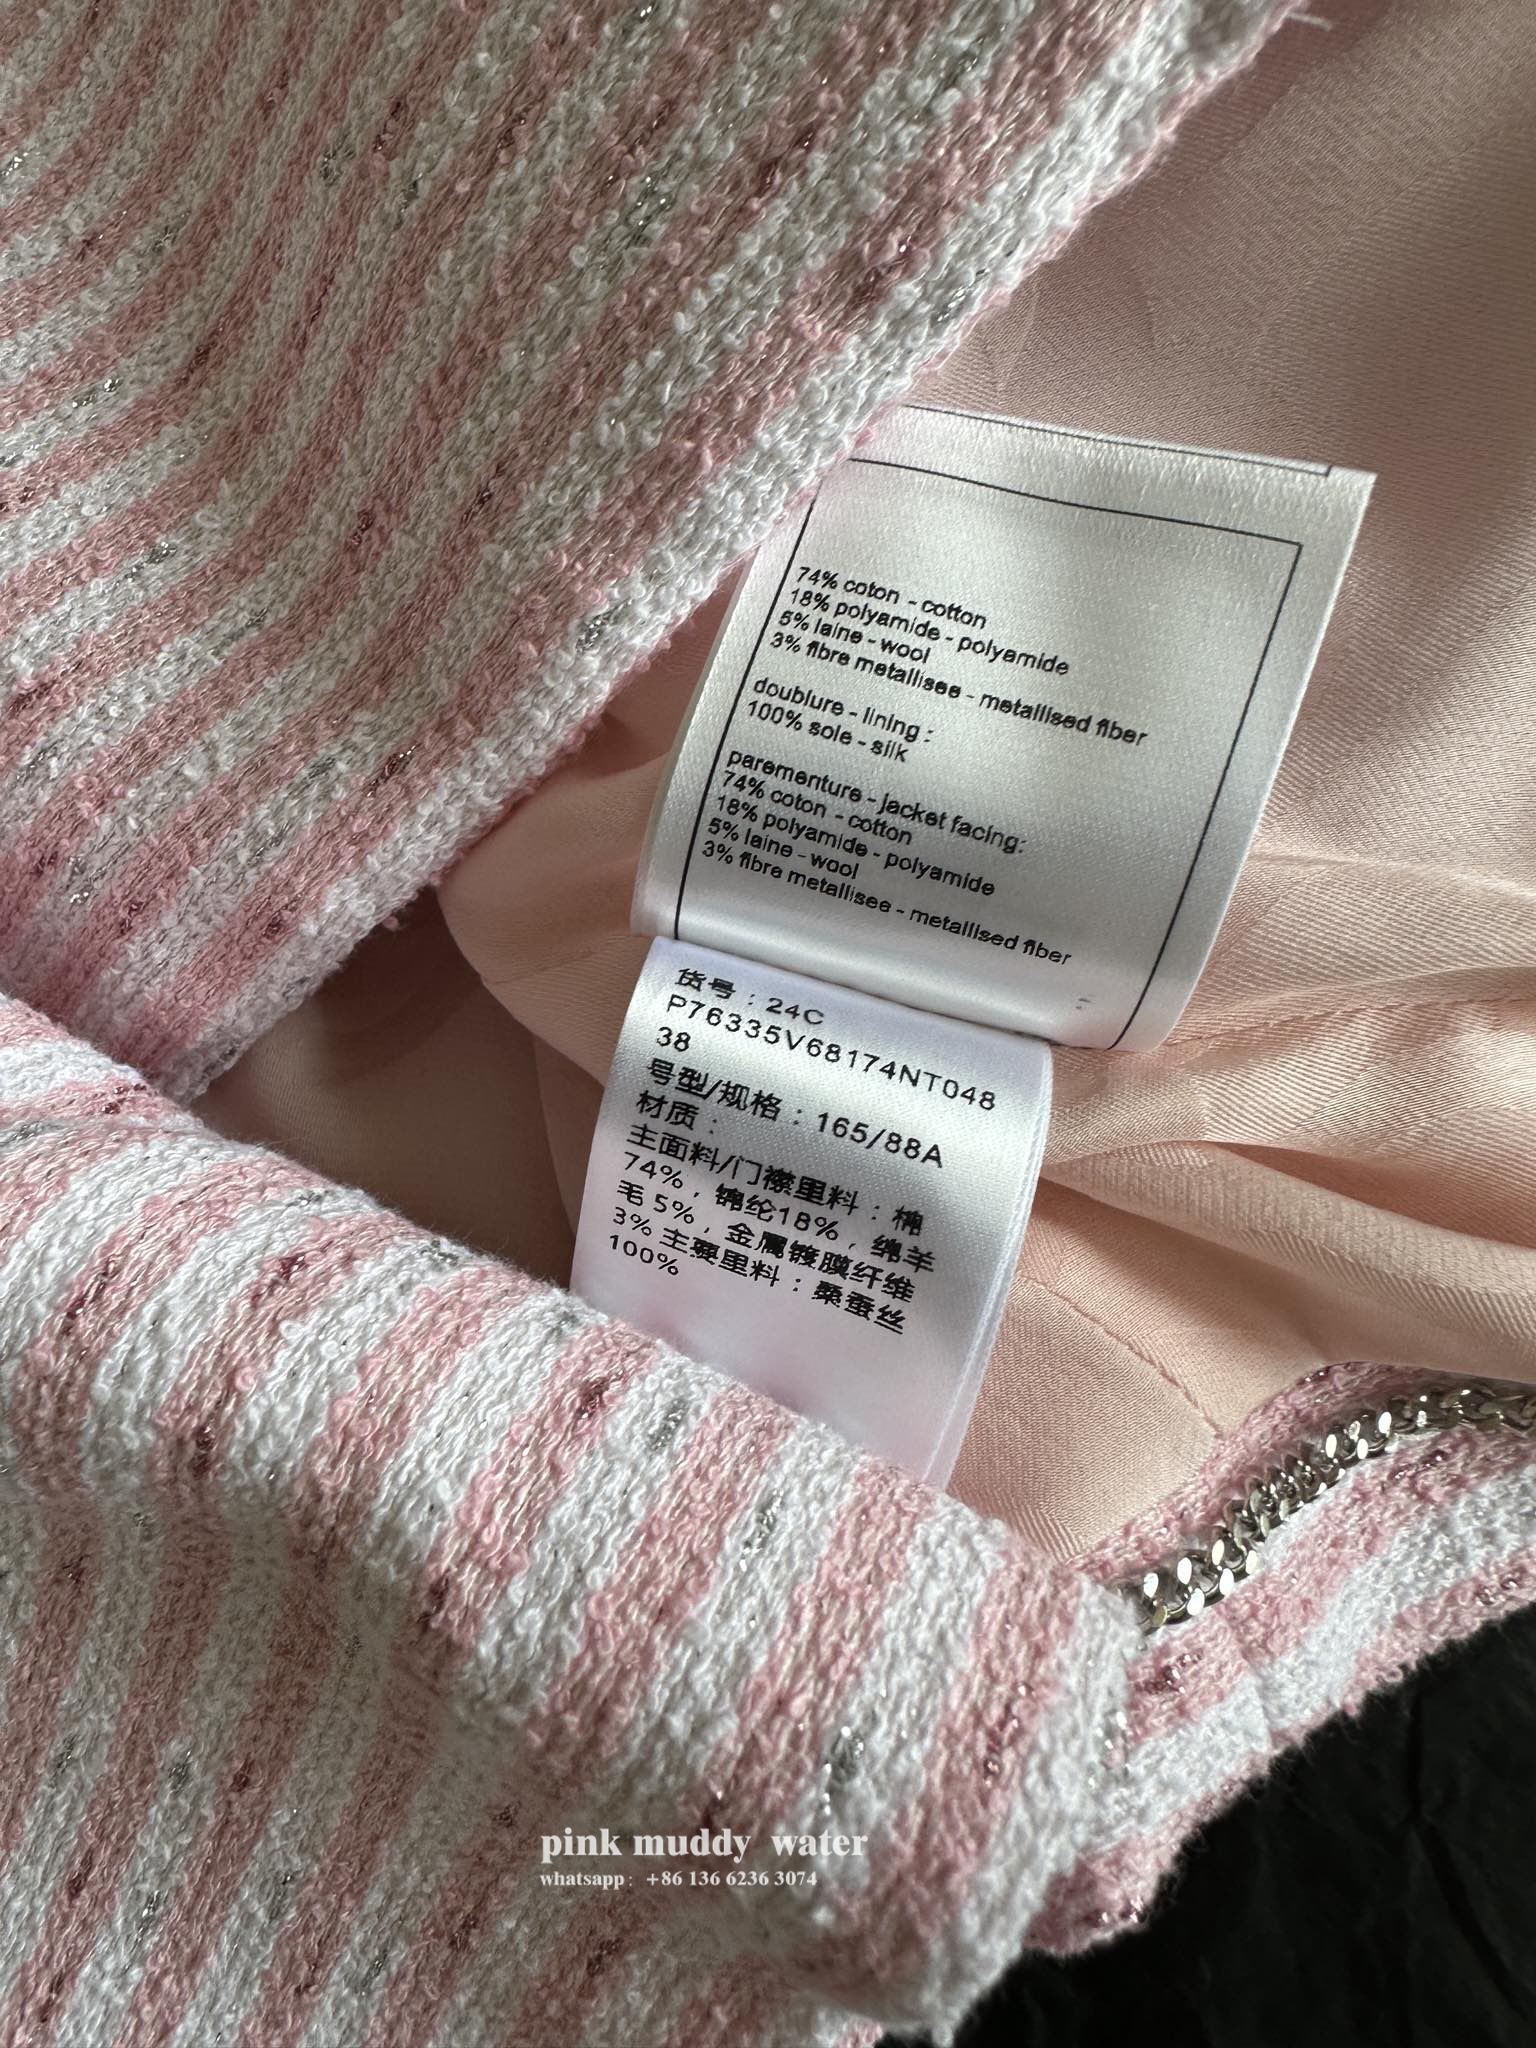 74% coton - cotton
18% polyamide - polyamide
5% laine - wool
3% fibre metallisee - metallised fiber
doublure - lining :
100% soie - silk
parementure - jacket facing:
74% coton - cotton
18% polyamide - polyamide
5% laine - wool
3% fibre metallisee - metallised fiber
货号：24C
P76335V68174NT048
38
号型/规格：165/88A
材质：
主面料/门襟里料：棉
74%，锦纶18%，绵羊
毛5%，金属镀膜纤维
3% 主要里料：桑蚕丝
100%
pink muddy water
whatsapp: +86 136 6236 3074